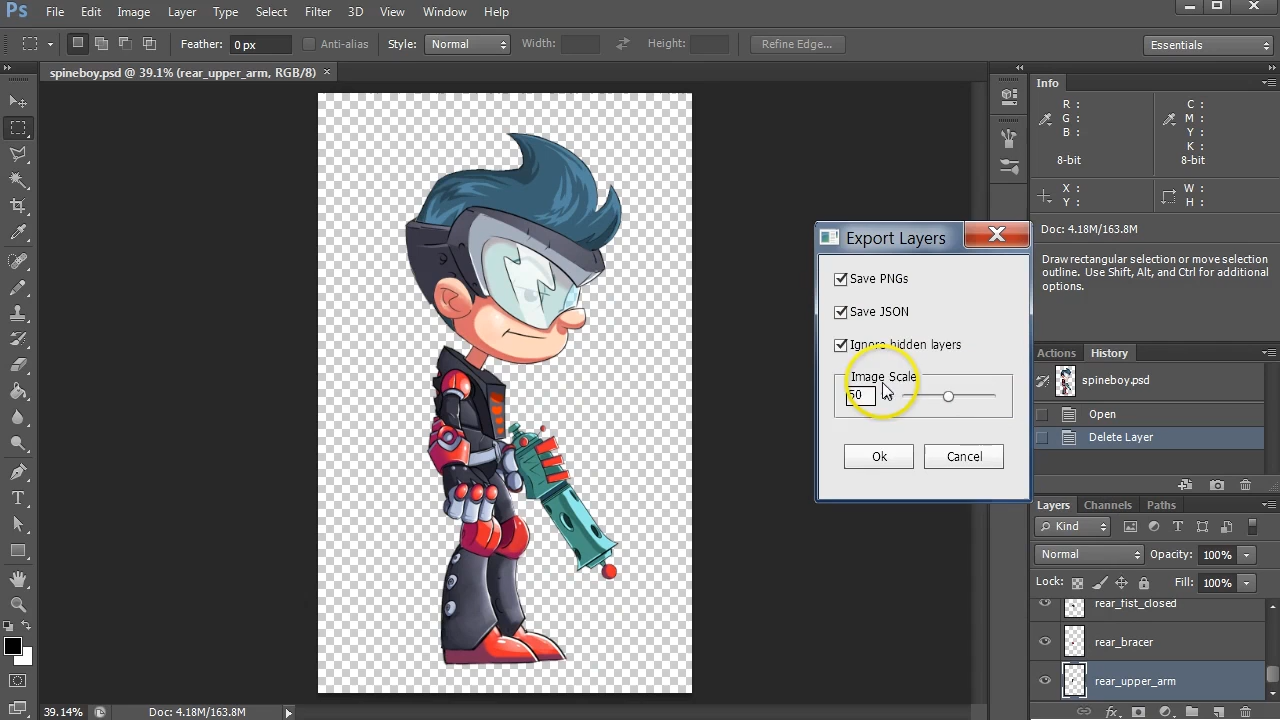 Ps File Edit Image Layer Type Select Filter 3D View Window Help
Feather: 0 px Anti-alias Style: Normal Width: Height: Refine Edge... Essentials
spineboy.psd @ 39.1% (rear_upper_arm, RGB/8) ×
Info
R : C :
G : M :
B : Y :
K :
8-bit 8-bit
X : W :
Y : H :
Doc: 4.18M/163.8M
Draw rectangular selection or move selection
outline. Use Shift, Alt, and Ctrl for additional
options.
Export Layers
Save PNGs
Save JSON
Ignore hidden layers
Image Scale
50
Ok Cancel
Actions History
spineboy.psd
Open
Delete Layer
Layers Channels Paths
Kind
Normal Opacity: 100%
Lock: Fill: 100%
rear_fist_closed
rear_bracer
rear_upper_arm
fx
39.14% Doc: 4.18M/163.8M